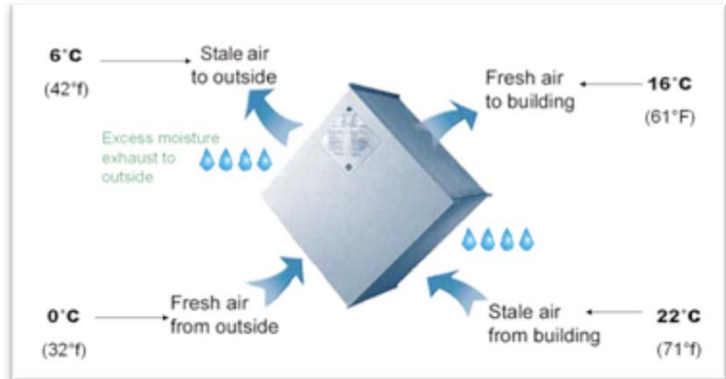 6°C
(42°f)
Stale air
to outside
Fresh air
to building
16°C
(61°F)
Excess moisture
exhaust to
outside
0°C
(32°f)
Fresh air
from outside
Stale air
from building
22°C
(71°f)